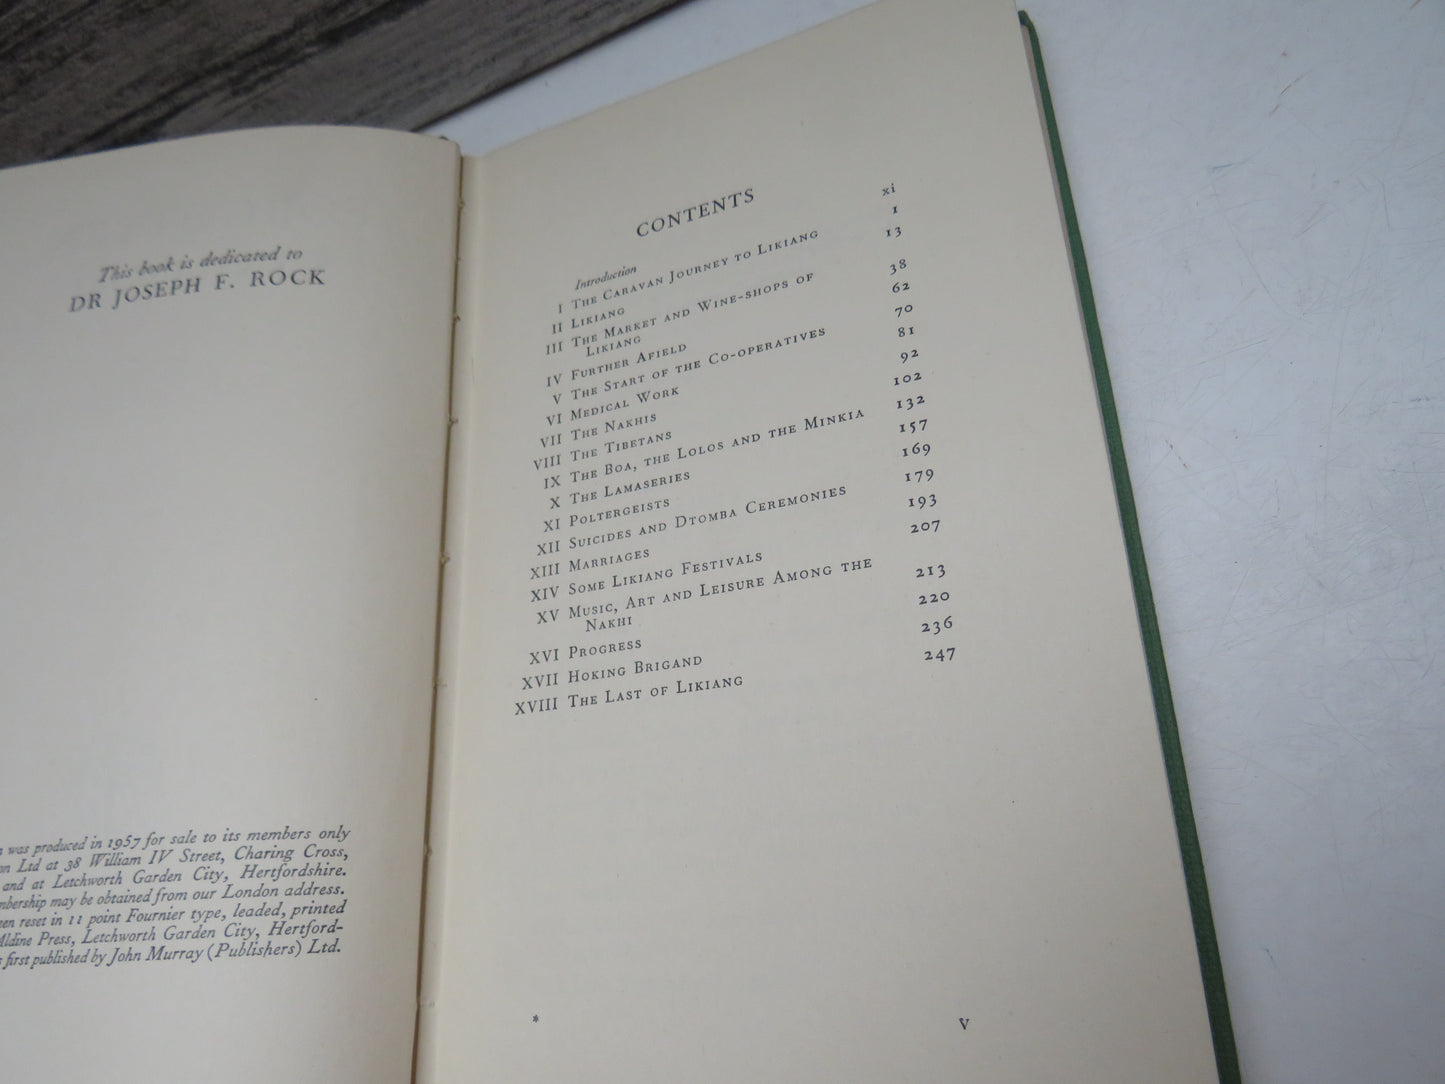 This book is dedicated to
DR JOSEPH F. ROCK
was produced in 1957 for sale to its members only
Ltd at 38 William IV Street, Charing Cross,
and at Letchworth Garden City, Hertfordshire.
may be obtained from our London address.
reset in 11 point Fournier type, leaded, printed
Press, Letchworth Garden City, Hertford-
first published by John Murray (Publishers) Ltd.
CONTENTS
Introduction xi
I THE CARAVAN JOURNEY TO LIKIANG 1
II LIKIANG 13
III THE MARKET AND WINE-SHOPS OF
LIKIANG 38
IV FURTHER AFIELD 62
V THE START OF THE CO-OPERATIVES 70
VI MEDICAL WORK 81
VII THE NAKHIS 92
VIII THE TIBETANS 102
IX THE BOA, THE LOLOS AND THE MINKIA 132
X THE LAMASERIES 157
XI POLTERGEISTS 169
XII SUICIDES AND DTOMBA CEREMONIES 179
XIII MARRIAGES 193
XIV SOME LIKIANG FESTIVALS 207
XV MUSIC, ART AND LEISURE AMONG THE
NAKHI 213
XVI PROGRESS 220
XVII HOKING BRIGAND 236
XVIII THE LAST OF LIKIANG 247
* v